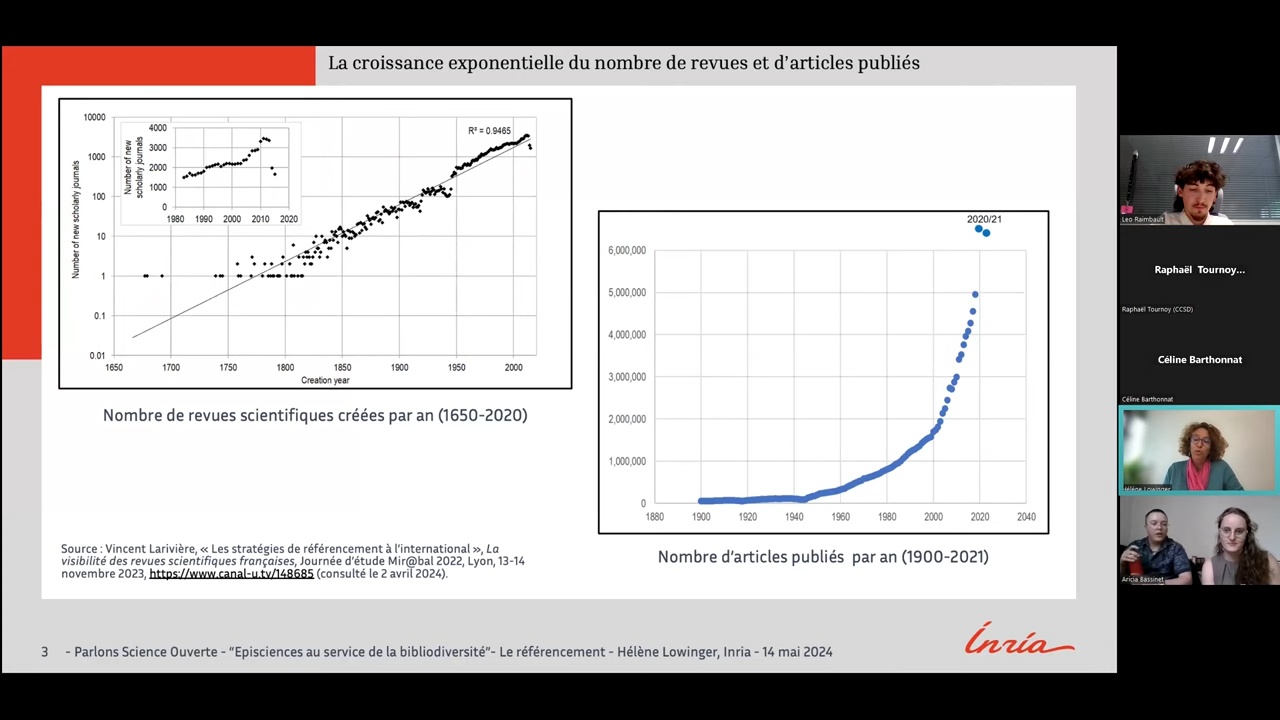 La croissance exponentielle du nombre de revues et d'articles publiés
10000
1000
100
10
1
0.1
0.01
Number of new scholarly journals
1650
1700
1750
1800
1850
1900
1950
2000
Creation year
R² = 0.9465
4000
3000
2000
1000
0
Number of new
scholarly journals
1980
1990
2000
2010
2020
Nombre de revues scientifiques créées par an (1650-2020)
2020/21
6,000,000
5,000,000
4,000,000
3,000,000
2,000,000
1,000,000
0
1880
1900
1920
1940
1960
1980
2000
2020
2040
Nombre d'articles publiés par an (1900-2021)
Source : Vincent Larivière, « Les stratégies de référencement à l'international », La
visibilité des revues scientifiques françaises, Journée d'étude Mir@bal 2022, Lyon, 13-14
novembre 2023, https://www.canal-u.tv/148685 (consulté le 2 avril 2024).
3 - Parlons Science Ouverte - "Episciences au service de la bibliodiversité"- Le référencement - Hélène Lowinger, Inria - 14 mai 2024
Inria
Leo Raimbault
Raphaël Tournoy...
Raphaël Tournoy (CCSD)
Céline Barthonnat
Céline Barthonnat
Hélène Lowinger
Aricia Bassinet